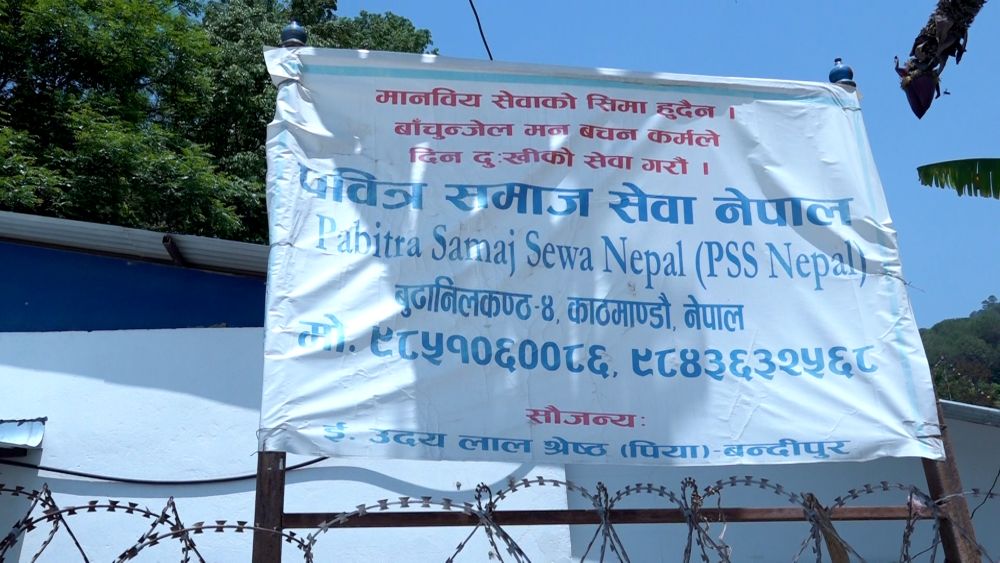 मानविय सेवाको सिमा हुदैन ।
बाँचुन्जेल मन बचन कर्मले
दिन दुःखीको सेवा गरौ ।
पवित्र समाज सेवा नेपाल
Pabitra Samaj Sewa Nepal (PSS Nepal)
बुढानिलकण्ठ-४, काठमाण्डौ, नेपाल
मो. ९८५१०६००८६, ९८४३६३२५६८
सौजन्य:
ई. उदय लाल श्रेष्ठ (पिया)-बन्दीपुर